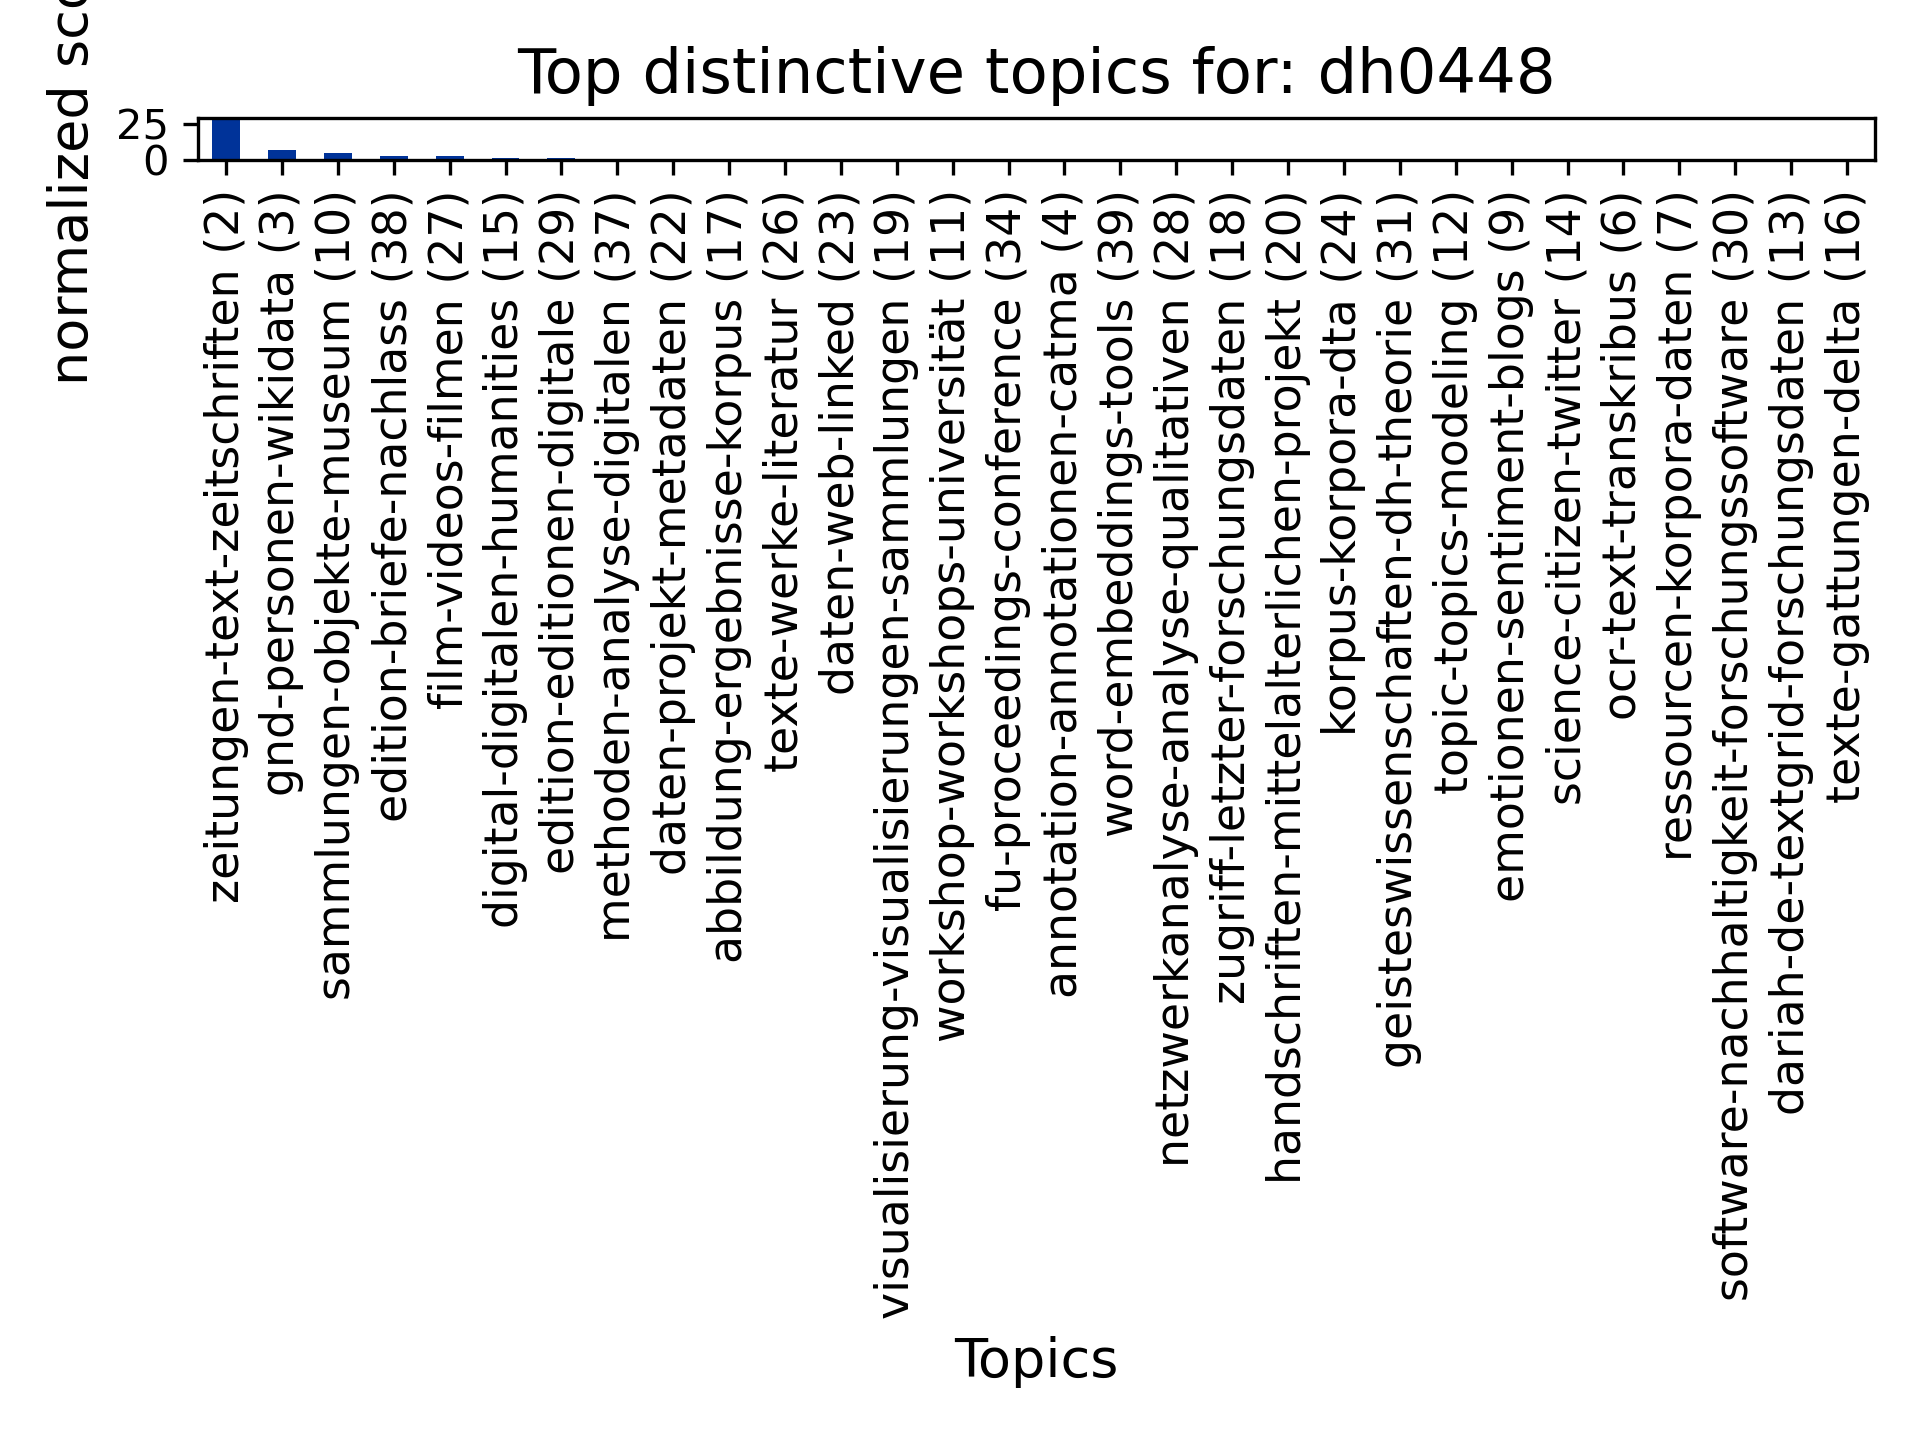 Top distinctive topics for: dh0448
normalized
25
0
zeitungen-text-zeitschriften (2)
gnd-personen-wikidata (3)
sammlungen-objekte-museum (10)
edition-briefe-nachlass (38)
film-videos-filmen (27)
digital-digitalen-humanities (15)
edition-editionen-digitale (29)
methoden-analyse-digitalen (37)
daten-projekt-metadaten (22)
abbildung-ergebnisse-korpus (17)
texte-werke-literatur (26)
daten-web-linked (23)
visualisierung-visualisierungen-sammlungen (19)
workshop-workshops-universität (11)
fu-proceedings-conference (34)
annotation-annotationen-catma (4)
word-embeddings-tools (39)
netzwerkanalyse-analyse-qualitativen (28)
zugriff-letzter-forschungsdaten (18)
handschriften-mittelalterlichen-projekt (20)
korpus-korpora-dta (24)
geisteswissenschaften-dh-theorie (31)
topic-topics-modeling (12)
emotionen-sentiment-blogs (9)
science-citizen-twitter (14)
ocr-text-transkribus (6)
ressourcen-korpora-daten (7)
software-nachhaltigkeit-forschungssoftware (30)
dariah-de-textgrid-forschungsdaten (13)
texte-gattungen-delta (16)
Topics